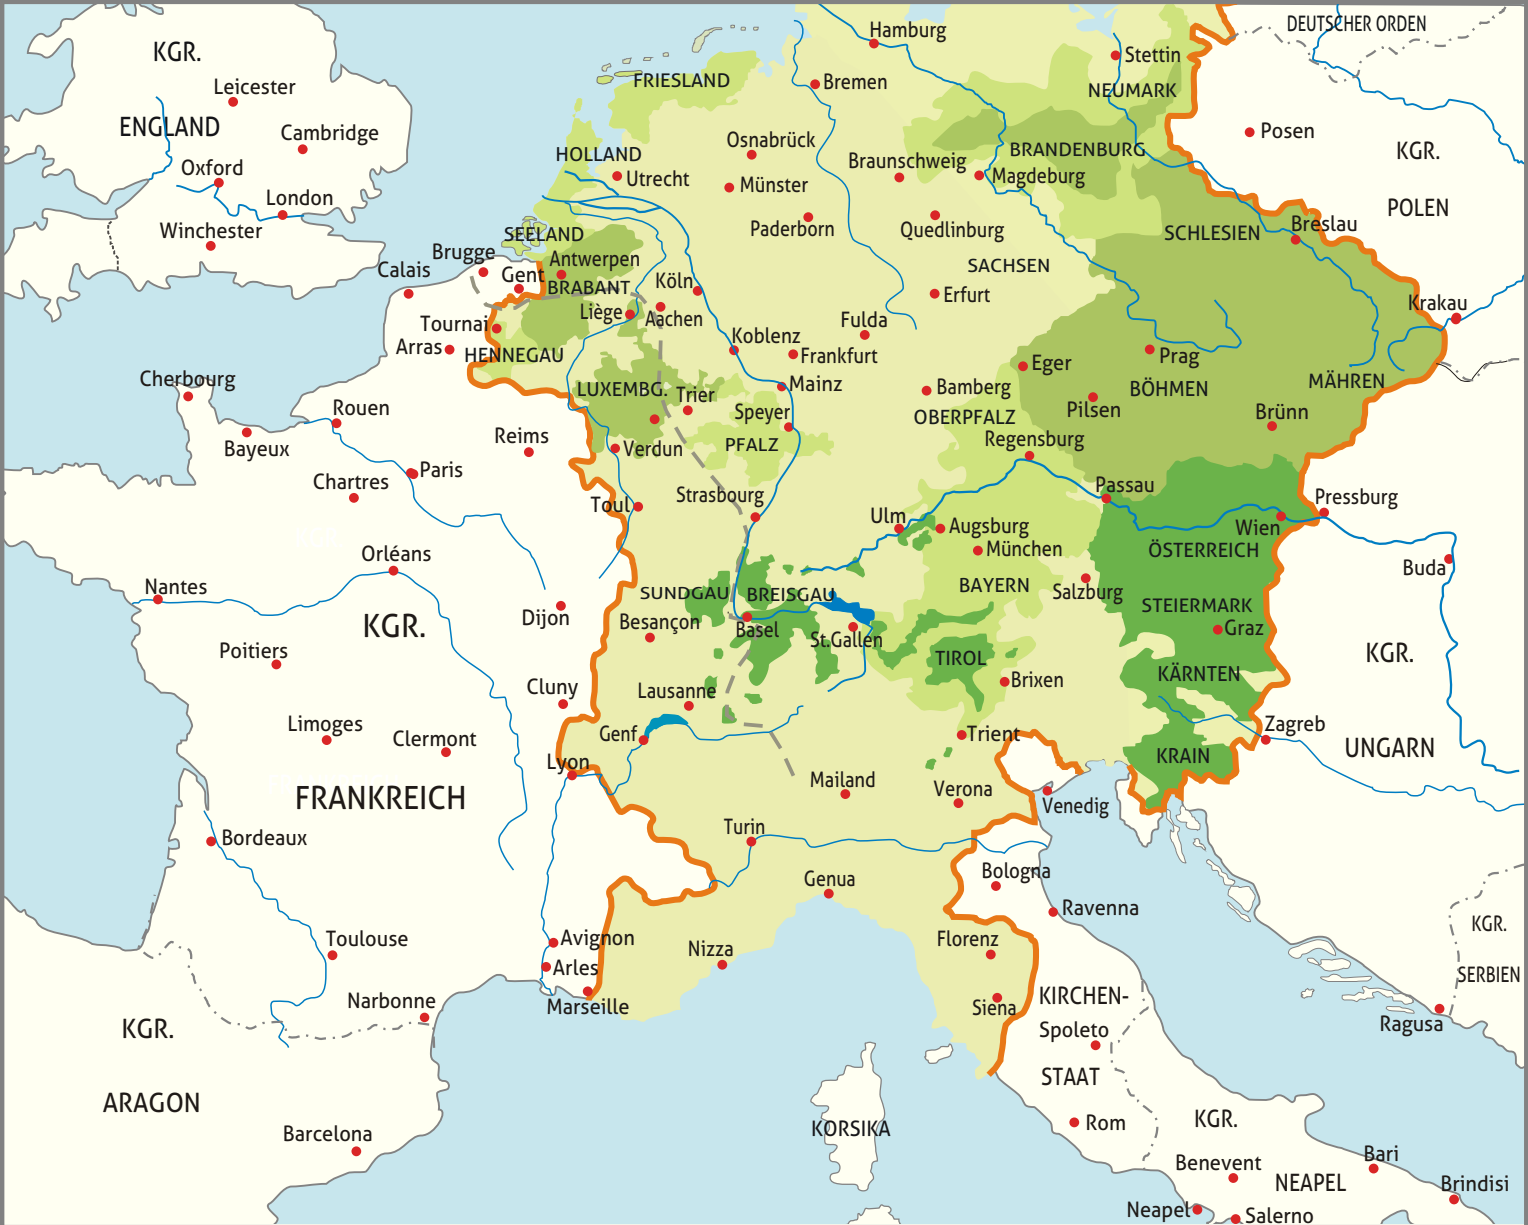 DEUTSCHER ORDEN
Hamburg
KGR.
Stettin
FRIESLAND
Bremen
NEUMARK
Leicester
ENGLAND
Cambridge
Posen
Osnabrück
BRANDENBURG
KGR.
HOLLAND
Braunschweig
Oxford
Utrecht
Münster
Magdeburg
London
POLEN
Winchester
Paderborn
Quedlinburg
SCHLESIEN
Breslau
SEELAND
Brugge
Antwerpen
SACHSEN
Calais
Gent
BRABANT
Köln
Erfurt
Krakau
Liège
Aachen
Tournai
Fulda
Koblenz
Arras
HENNEGAU
Frankfurt
Eger
Prag
Cherbourg
LUXEMBG.
Trier
Mainz
Bamberg
BÖHMEN
MÄHREN
Rouen
Speyer
OBERPFALZ
Pilsen
Brünn
Reims
Bayeux
Verdun
PFALZ
Regensburg
Paris
Chartres
Passau
Strasbourg
Pressburg
Toul
Ulm
Augsburg
Wien
Orléans
München
ÖSTERREICH
Buda
Nantes
SUNDGAU
BREISGAU
BAYERN
Salzburg
STEIERMARK
Dijon
Besançon
Basel
St.Gallen
Graz
KGR.
Poitiers
TIROL
KGR.
KÄRNTEN
Cluny
Lausanne
Brixen
Limoges
Clermont
Genf
Trient
Zagreb
UNGARN
KRAIN
Lyon
Mailand
Verona
FRANKREICH
Venedig
Turin
Bordeaux
Bologna
Genua
Ravenna
KGR.
Toulouse
Avignon
Nizza
Florenz
Arles
SERBIEN
Narbonne
Marseille
Siena
KIRCHEN-
KGR.
Spoleto
Ragusa
STAAT
ARAGON
KORSIKA
Rom
KGR.
Barcelona
Bari
Benevent
NEAPEL
Brindisi
Neapel
Salerno